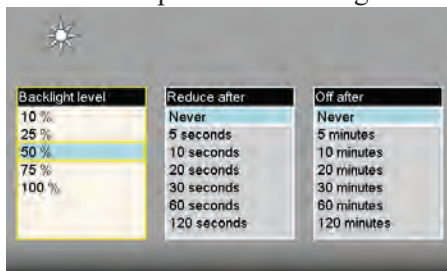 Backlight level
10 %
25 %
50 %
75 %
100 %
Reduce after
Never
5 seconds
10 seconds
20 seconds
30 seconds
60 seconds
120 seconds
Off after
Never
5 minutes
10 minutes
20 minutes
30 minutes
60 minutes
120 minutes